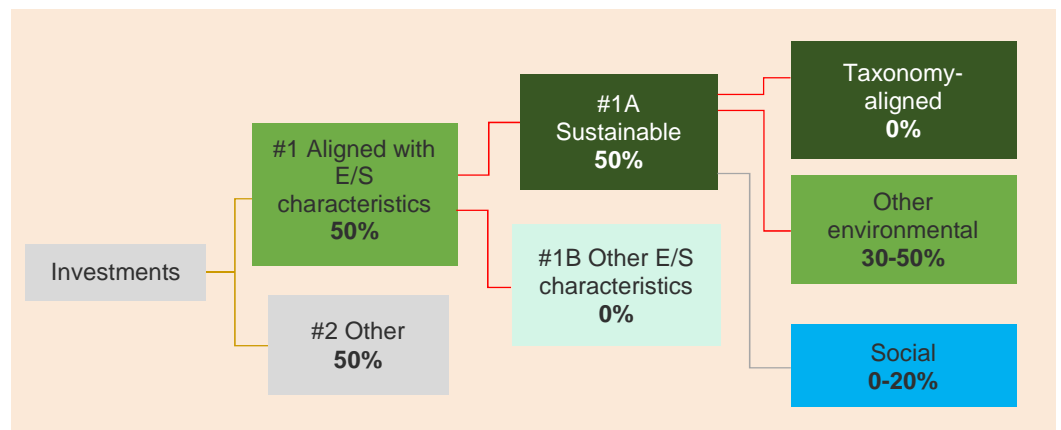 Investments
#1 Aligned with
E/S
characteristics
50%
#2 Other
50%
#1A
Sustainable
50%
#1B Other E/S
characteristics
0%
Taxonomy-
aligned
0%
Other
environmental
30-50%
Social
0-20%